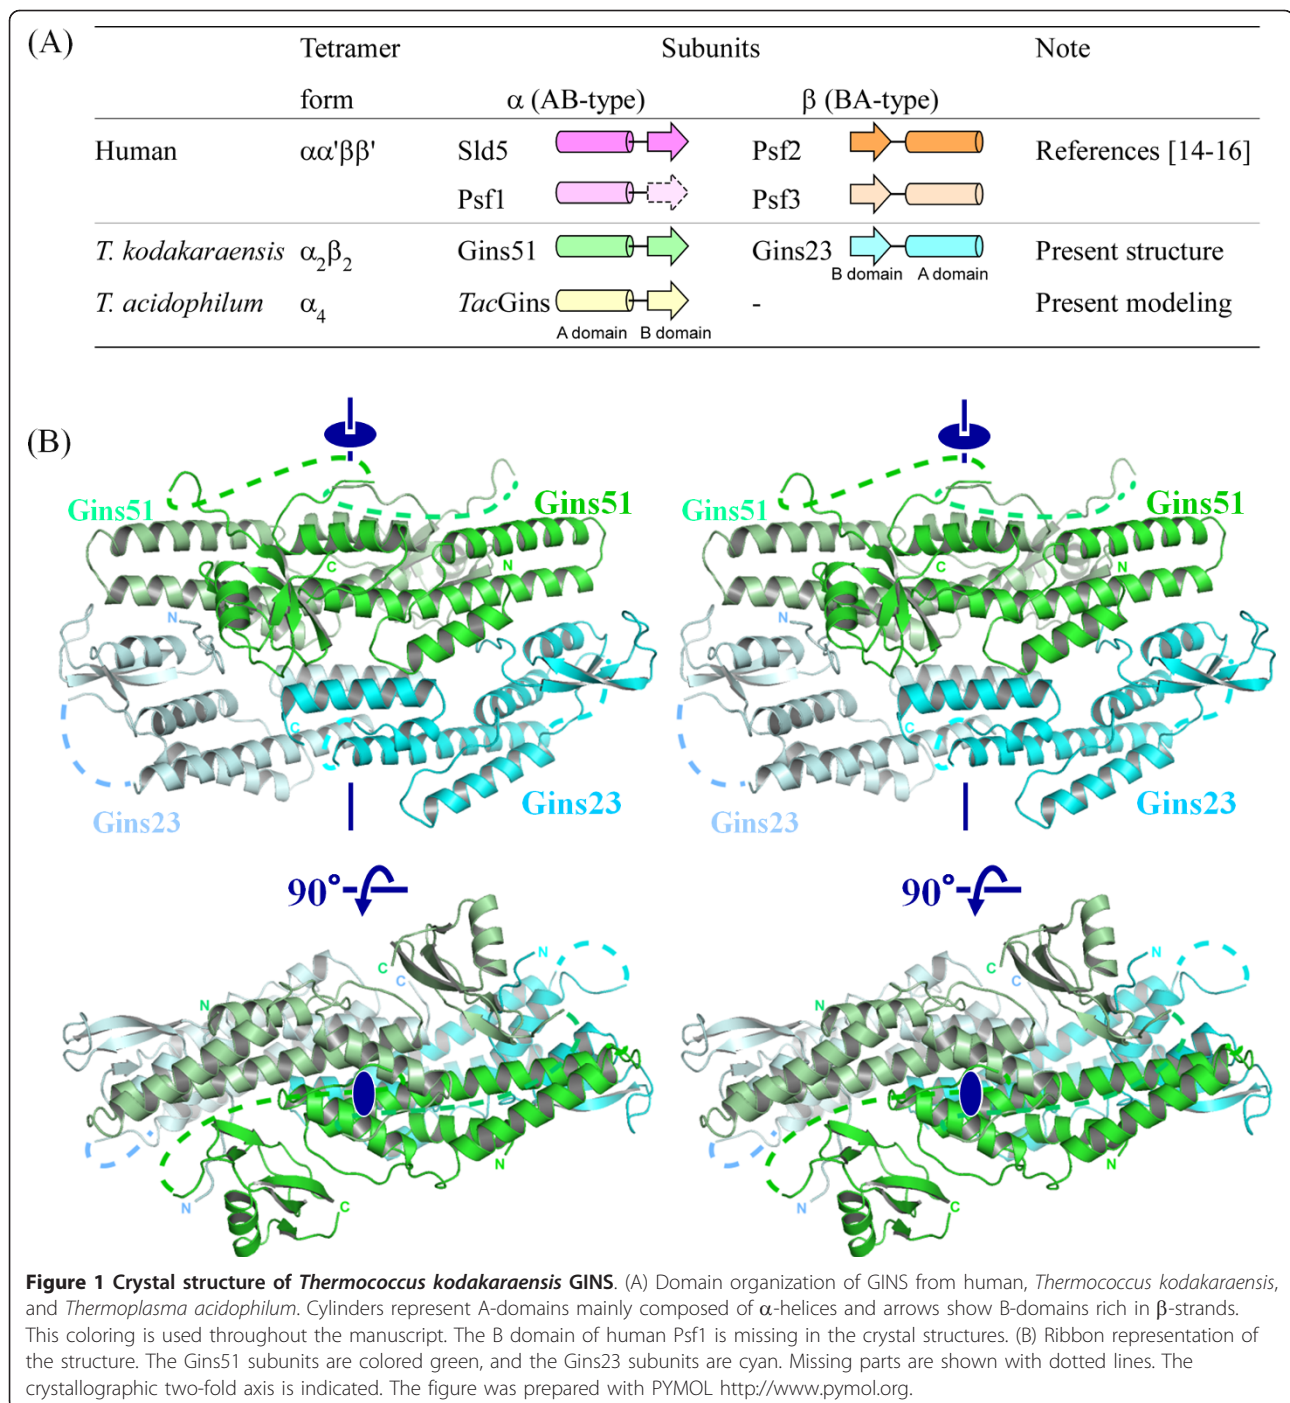 (A)
Tetramer form Subunits Note
α (AB-type) β (BA-type)
Human αα'ββ' Sld5 Psf2 References [14-16]
Psf1 Psf3
T. kodakaraensis α2β2 Gins51 Gins23 Present structure
B domain A domain
T. acidophilum α4 TacGins - Present modeling
A domain B domain
(B)
Gins51 Gins51 Gins51 Gins51
C N C N
N N
C C
Gins23 Gins23 Gins23 Gins23
90° 90°
C N C C N
N N
N N
N C N C
Figure 1 Crystal structure of Thermococcus kodakaraensis GINS. (A) Domain organization of GINS from human, Thermococcus kodakaraensis,
and Thermoplasma acidophilum. Cylinders represent A-domains mainly composed of α-helices and arrows show B-domains rich in β-strands.
This coloring is used throughout the manuscript. The B domain of human Psf1 is missing in the crystal structures. (B) Ribbon representation of
the structure. The Gins51 subunits are colored green, and the Gins23 subunits are cyan. Missing parts are shown with dotted lines. The
crystallographic two-fold axis is indicated. The figure was prepared with PYMOL http://www.pymol.org.